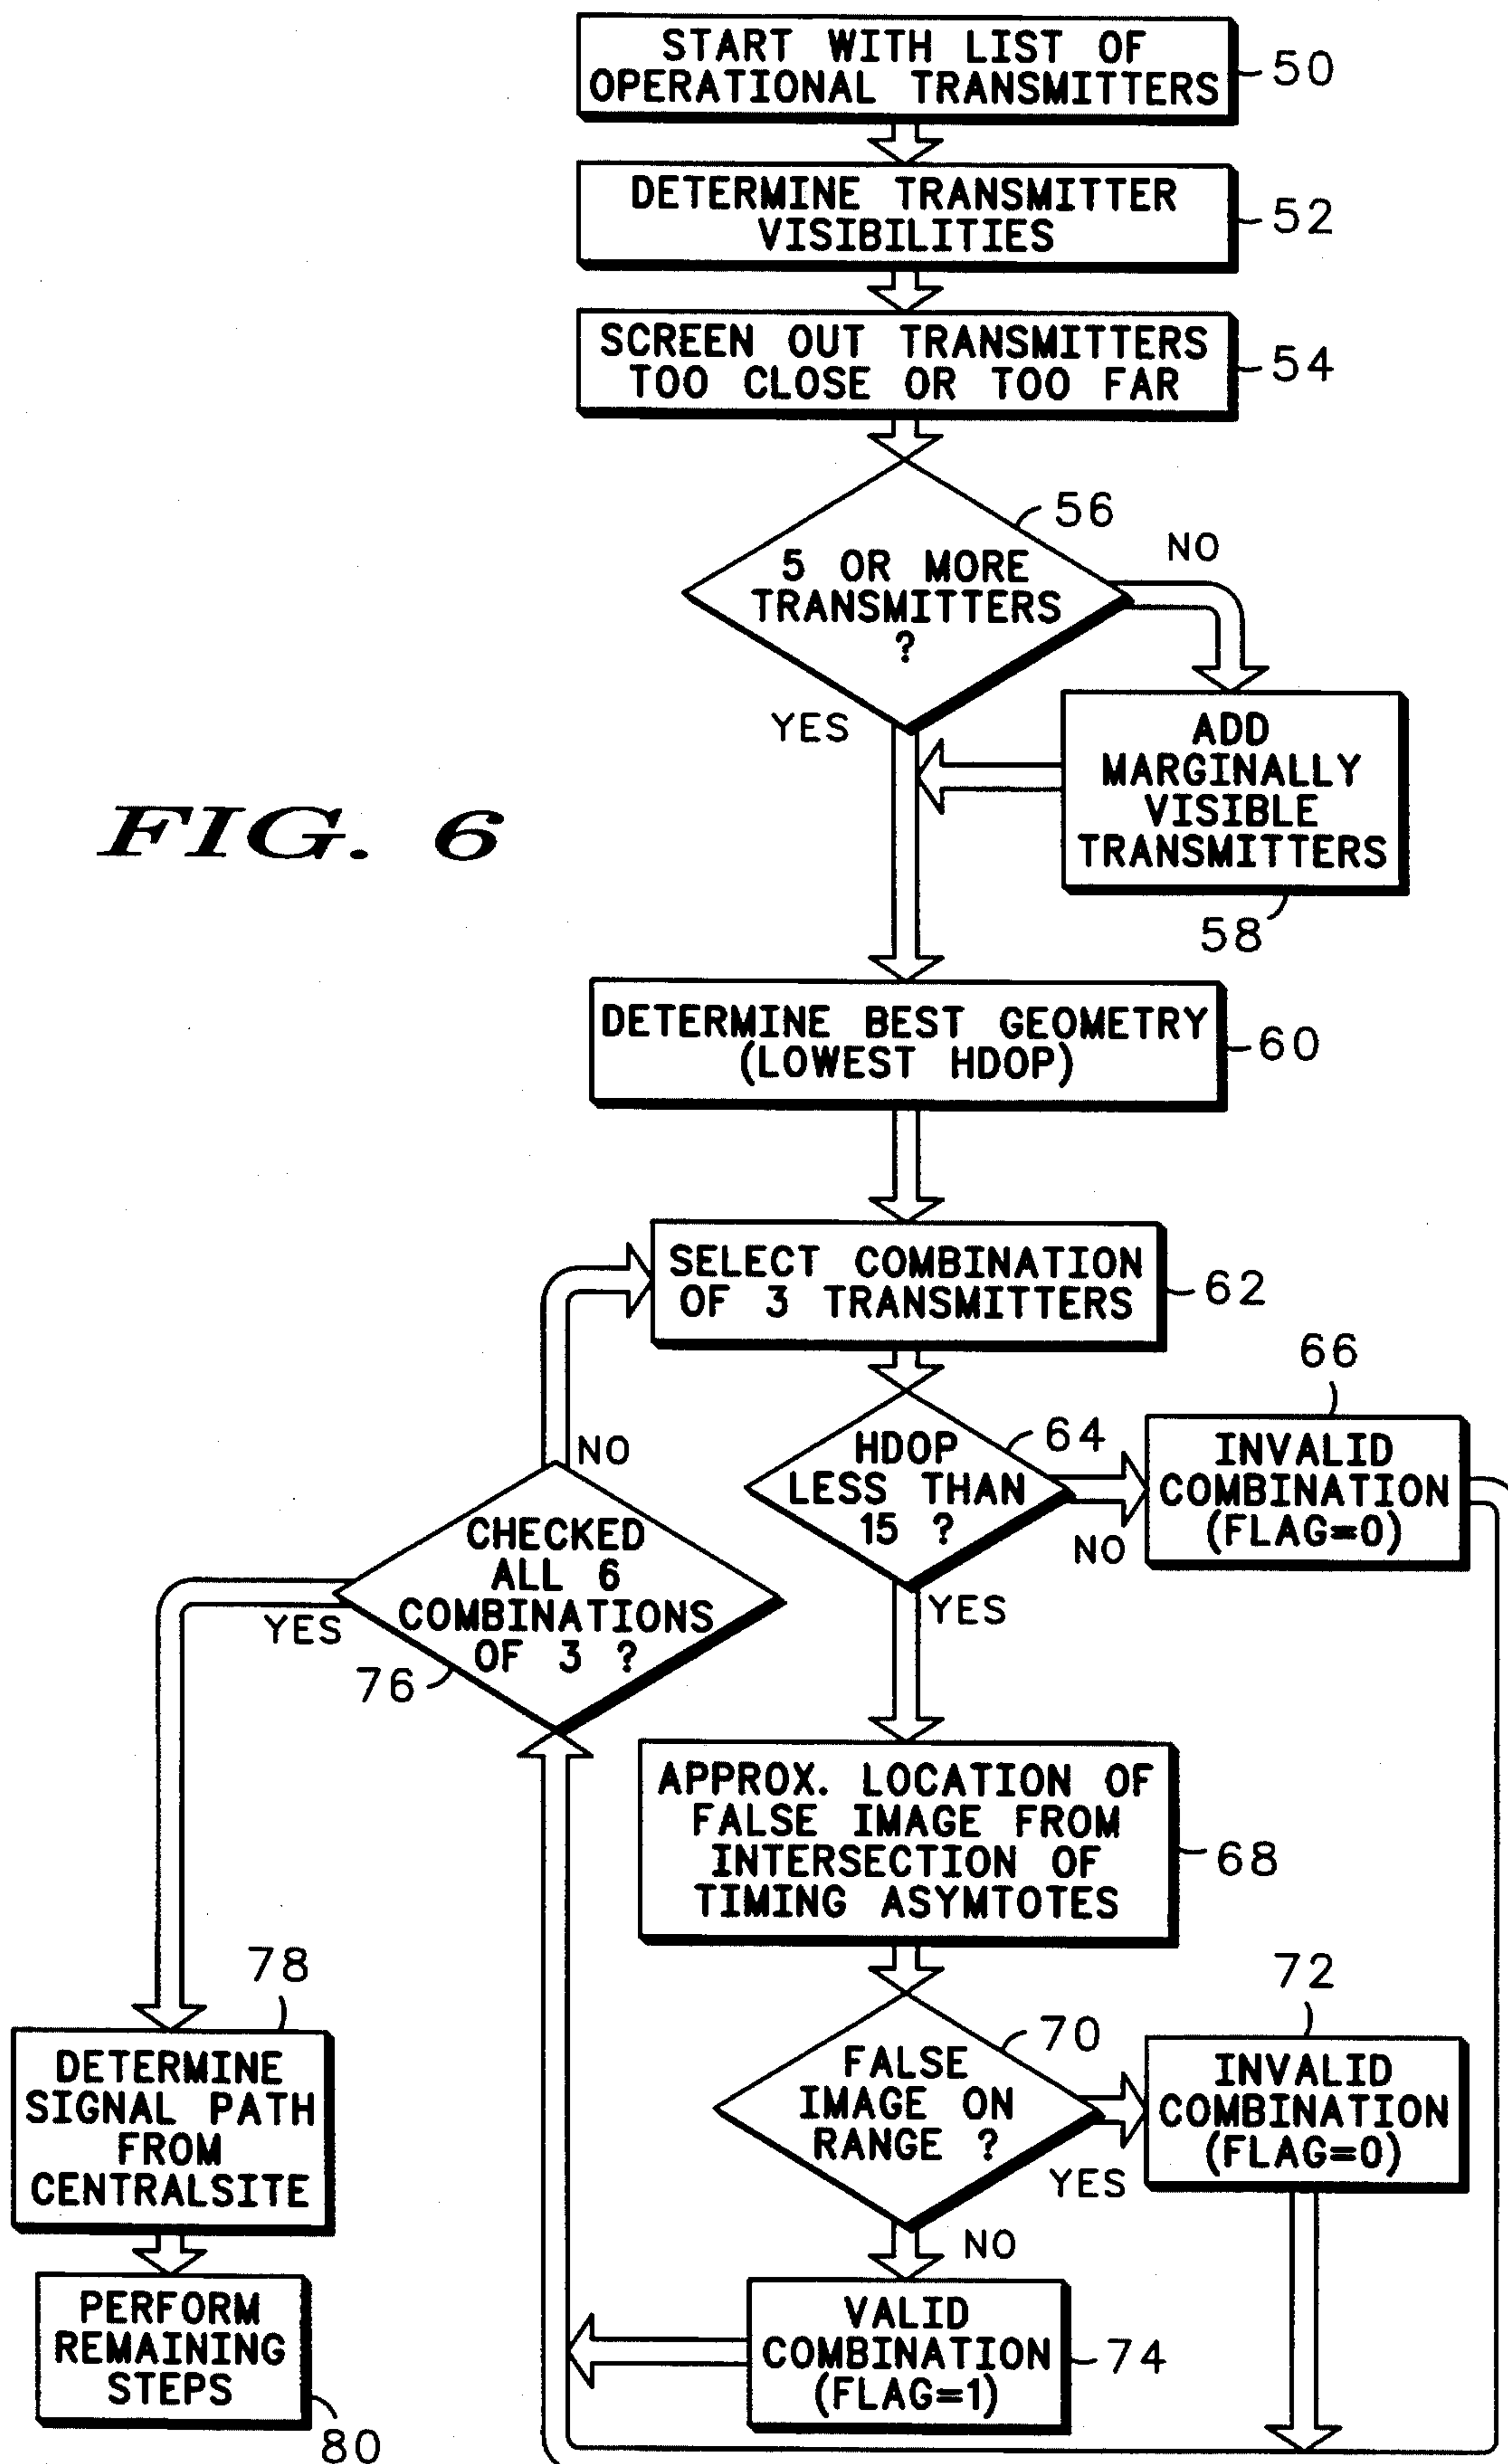 START WITH LIST OF
OPERATIONAL TRANSMITTERS
50
DETERMINE TRANSMITTER
VISIBILITIES
52
SCREEN OUT TRANSMITTERS
TOO CLOSE OR TOO FAR
54
56
5 OR MORE
TRANSMITTERS
?
NO
YES
ADD
MARGINALLY
VISIBLE
TRANSMITTERS
58
FIG. 6
DETERMINE BEST GEOMETRY
(LOWEST HDOP)
60
SELECT COMBINATION
OF 3 TRANSMITTERS
62
HDOP
LESS THAN
15 ?
64
NO
YES
66
INVALID
COMBINATION
(FLAG=0)
NO
CHECKED
ALL 6
COMBINATIONS
OF 3 ?
YES
76
APPROX. LOCATION OF
FALSE IMAGE FROM
INTERSECTION OF
TIMING ASYMTOTES
68
78
DETERMINE
SIGNAL PATH
FROM
CENTRALSITE
70
FALSE
IMAGE ON
RANGE ?
YES
NO
72
INVALID
COMBINATION
(FLAG=0)
PERFORM
REMAINING
STEPS
80
VALID
COMBINATION
(FLAG=1)
74